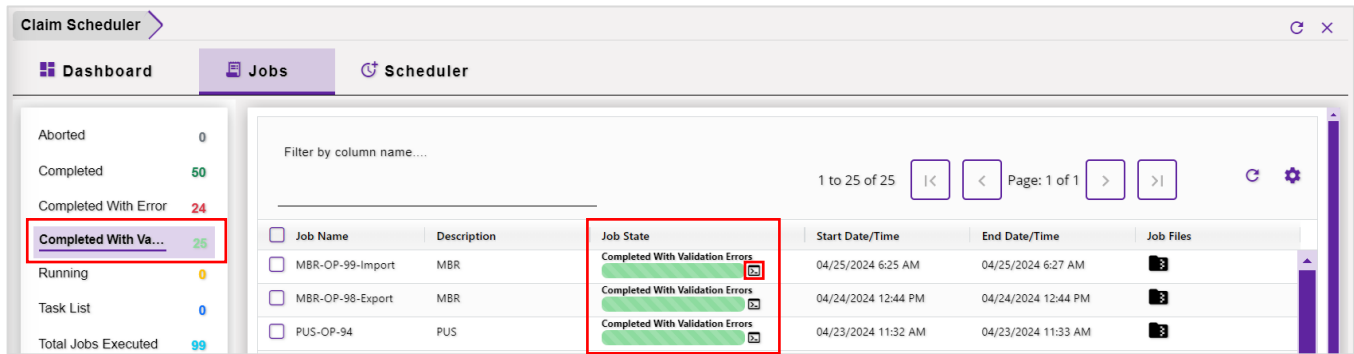 Claim Scheduler
Dashboard
Jobs
Scheduler
Aborted 0
Completed 50
Completed With Error 24
Completed With Va... 25
Running 0
Task List 0
Total Jobs Executed 99
Filter by column name....
1 to 25 of 25
Page: 1 of 1
Job Name Description Job State Start Date/Time End Date/Time Job Files
MBR-OP-99-Import MBR Completed With Validation Errors 04/25/2024 6:25 AM 04/25/2024 6:27 AM
MBR-OP-98-Export MBR Completed With Validation Errors 04/24/2024 12:44 PM 04/24/2024 12:44 PM
PUS-OP-94 PUS Completed With Validation Errors 04/23/2024 11:32 AM 04/23/2024 11:33 AM